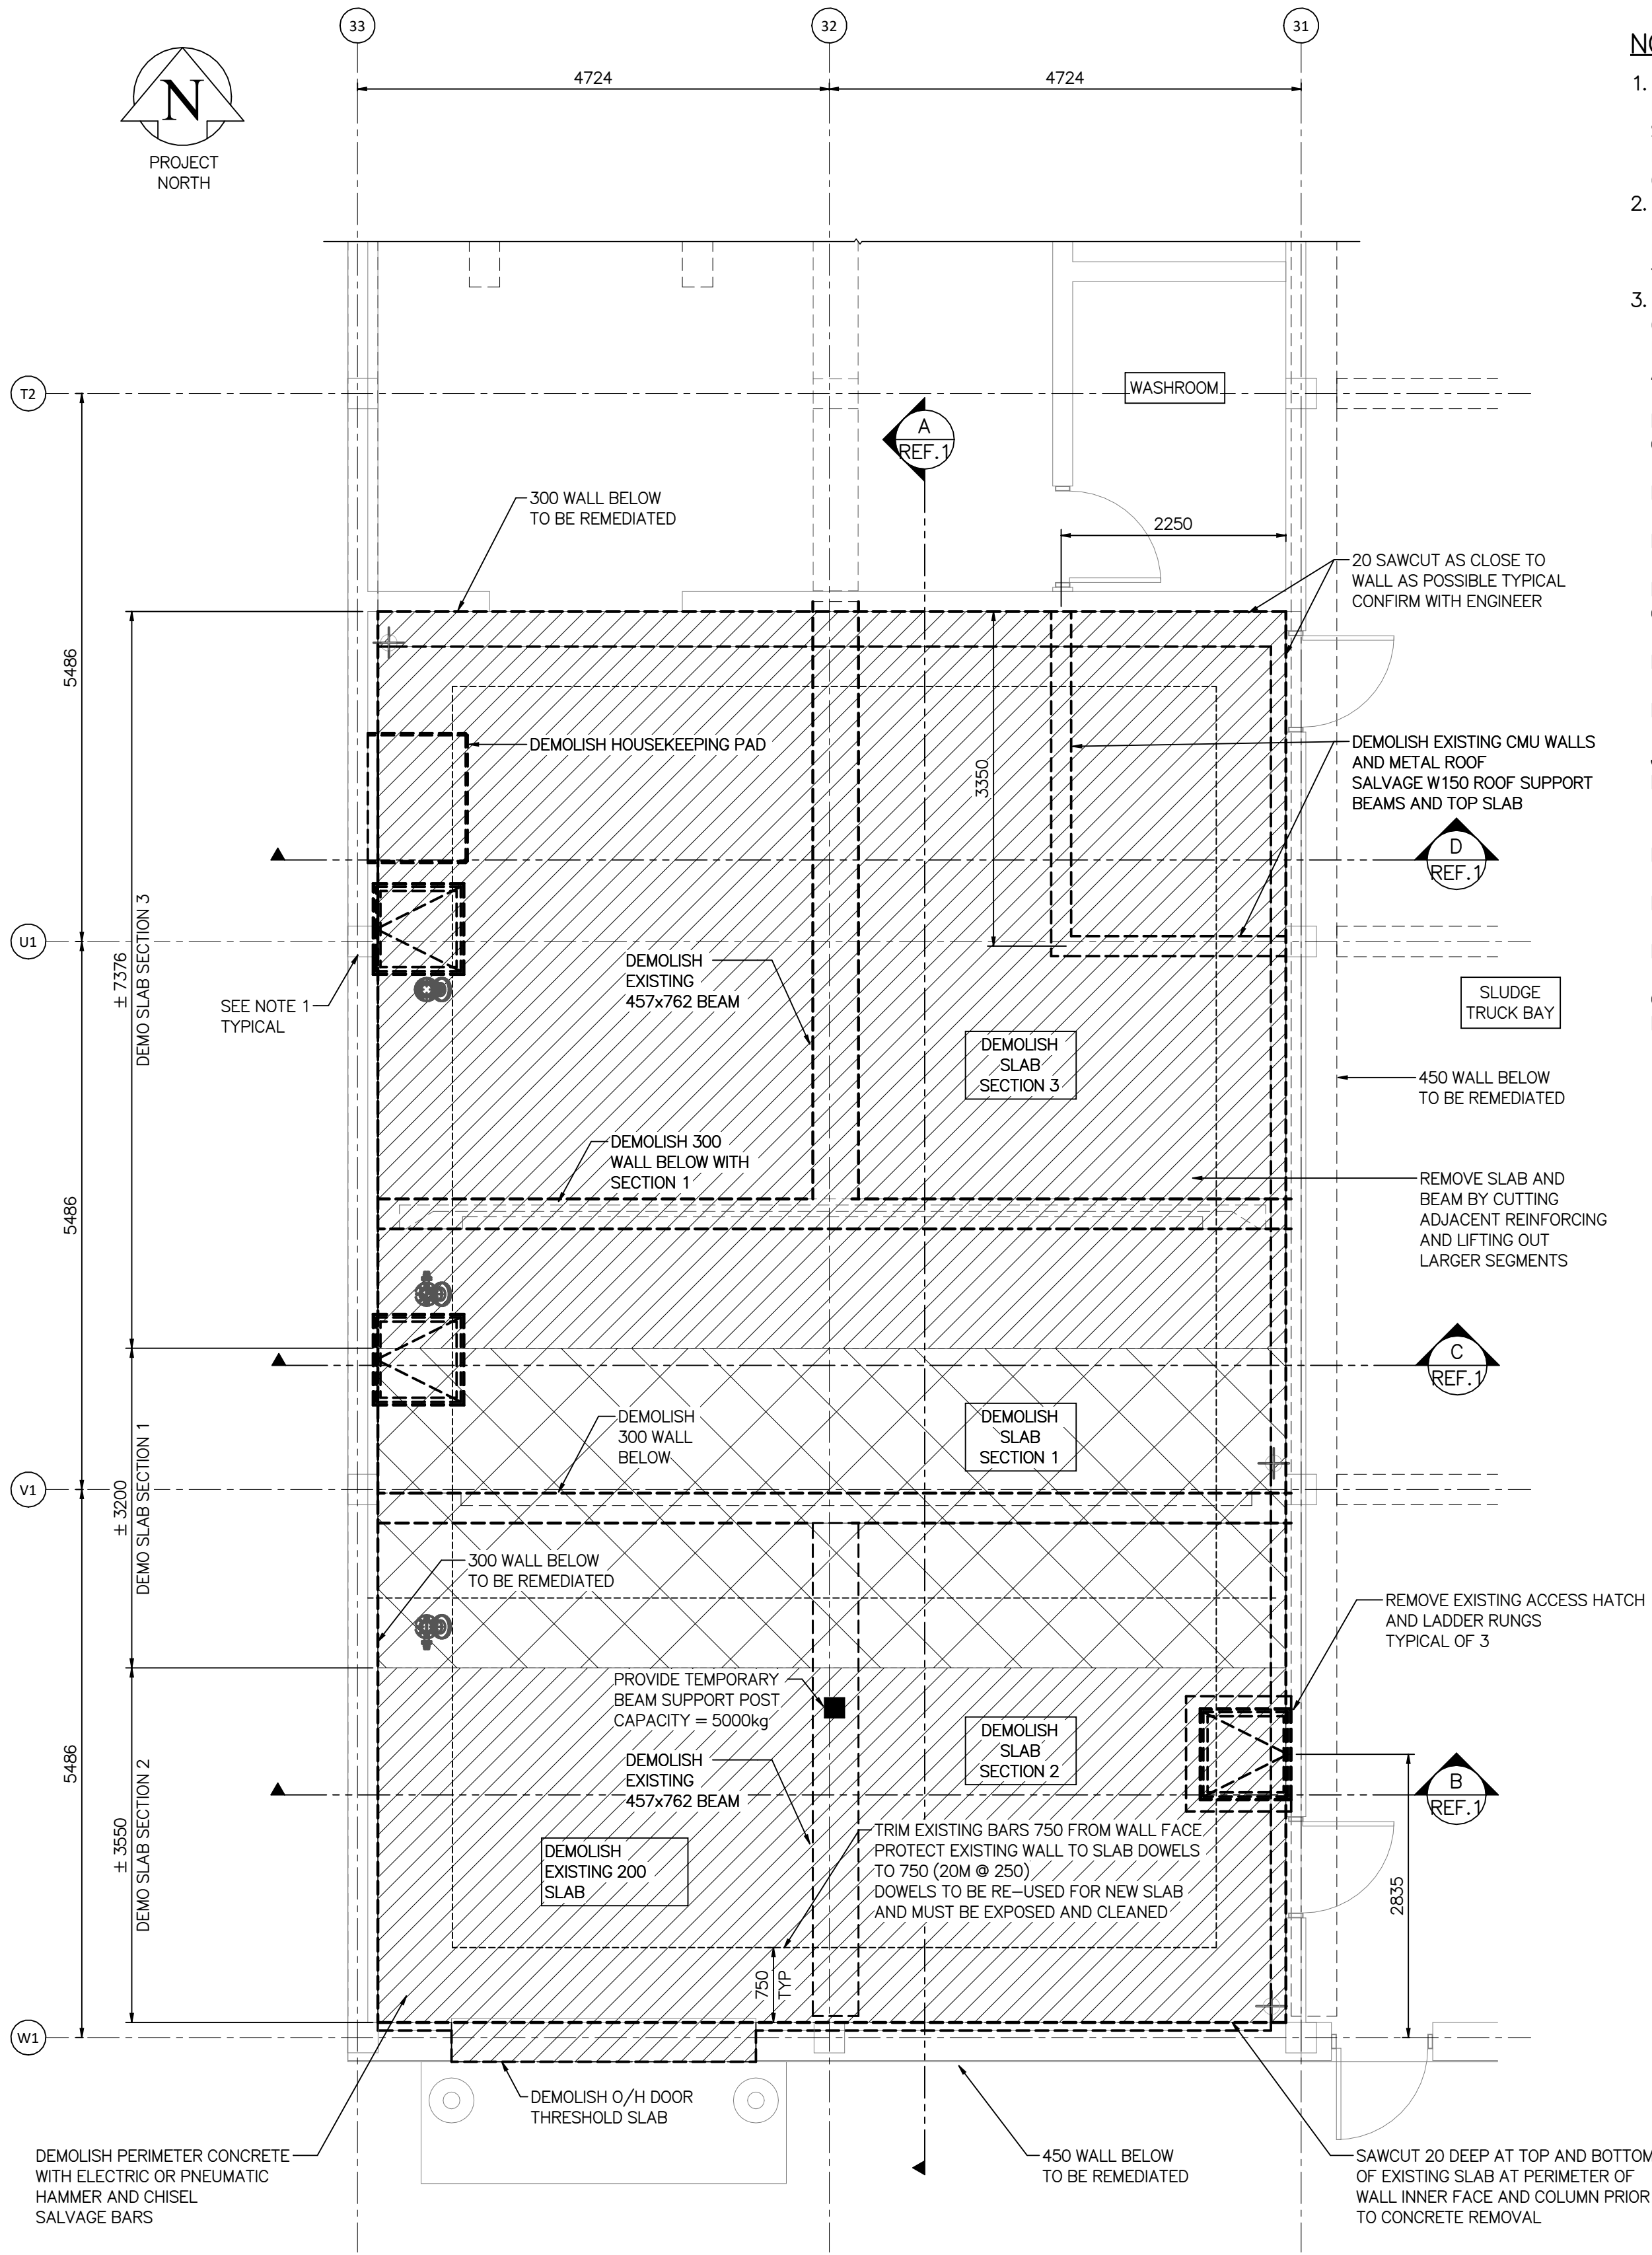 33
32
31
4724
4724
N
PROJECT
NORTH
1.
2.
3.
T2
WASHROOM
A
REF.1
300 WALL BELOW
TO BE REMEDIATED
2250
20 SAWCUT AS CLOSE TO
WALL AS POSSIBLE TYPICAL
CONFIRM WITH ENGINEER
5486
DEMOLISH HOUSEKEEPING PAD
3350
DEMOLISH EXISTING CMU WALLS
AND METAL ROOF
SALVAGE W150 ROOF SUPPORT
BEAMS AND TOP SLAB
D
REF.1
U1
± 7376
DEMO SLAB SECTION 3
SEE NOTE 1
TYPICAL
DEMOLISH
EXISTING
457x762 BEAM
SLUDGE
TRUCK BAY
DEMOLISH
SLAB
SECTION 3
450 WALL BELOW
TO BE REMEDIATED
DEMOLISH 300
WALL BELOW WITH
SECTION 1
REMOVE SLAB AND
BEAM BY CUTTING
ADJACENT REINFORCING
AND LIFTING OUT
LARGER SEGMENTS
5486
C
REF.1
DEMOLISH
300 WALL
BELOW
DEMOLISH
SLAB
SECTION 1
V1
± 3200
DEMO SLAB SECTION 1
300 WALL BELOW
TO BE REMEDIATED
REMOVE EXISTING ACCESS HATCH
AND LADDER RUNGS
TYPICAL OF 3
PROVIDE TEMPORARY
BEAM SUPPORT POST
CAPACITY = 5000kg
DEMOLISH
SLAB
SECTION 2
5486
DEMOLISH
EXISTING
457x762 BEAM
B
REF.1
± 3550
DEMO SLAB SECTION 2
DEMOLISH
EXISTING 200
SLAB
TRIM EXISTING BARS 750 FROM WALL FACE
PROTECT EXISTING WALL TO SLAB DOWELS
TO 750 (20M @ 250)
DOWELS TO BE RE-USED FOR NEW SLAB
AND MUST BE EXPOSED AND CLEANED
2835
750
TYP
W1
DEMOLISH O/H DOOR
THRESHOLD SLAB
DEMOLISH PERIMETER CONCRETE
WITH ELECTRIC OR PNEUMATIC
HAMMER AND CHISEL
SALVAGE BARS
450 WALL BELOW
TO BE REMEDIATED
SAWCUT 20 DEEP AT TOP AND BOTTOM
OF EXISTING SLAB AT PERIMETER OF
WALL INNER FACE AND COLUMN PRIOR
TO CONCRETE REMOVAL